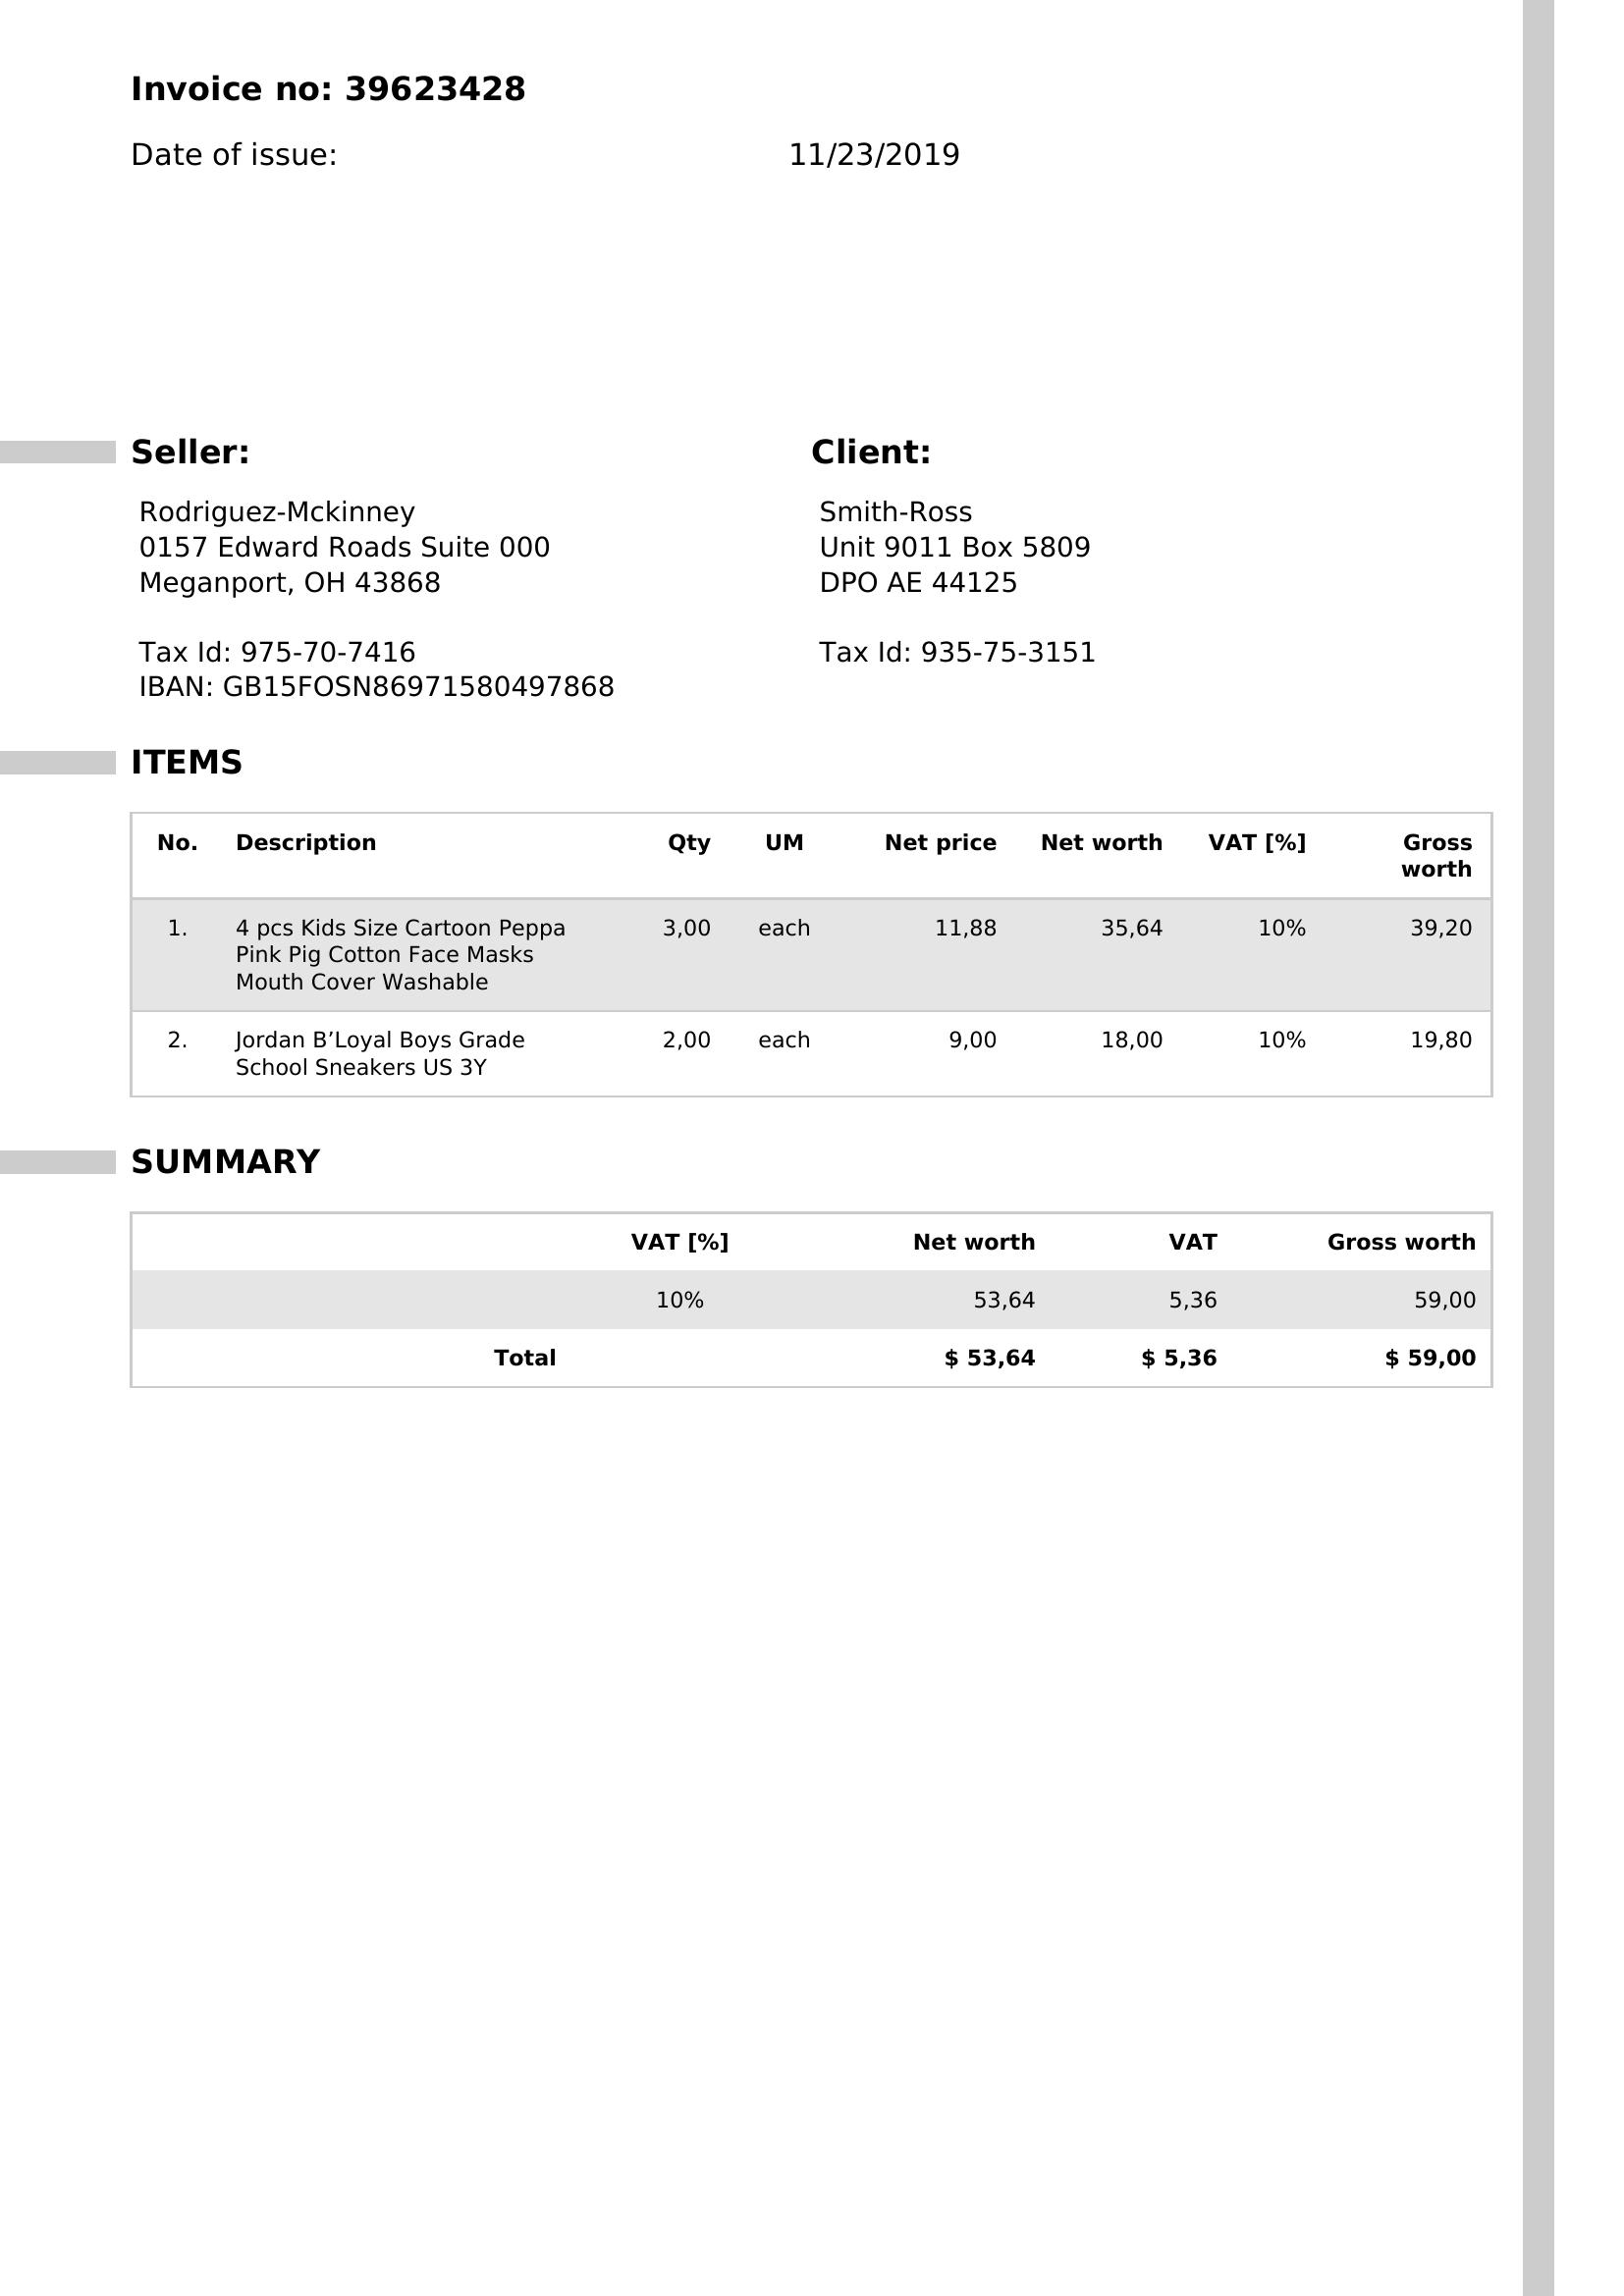 Invoice no: 39623428
Date of issue: 11/23/2019
Seller:
Rodriguez-Mckinney
0157 Edward Roads Suite 000
Meganport, OH 43868
Tax Id: 975-70-7416
IBAN: GB15FOSN86971580497868
Client:
Smith-Ross
Unit 9011 Box 5809
DPO AE 44125
Tax Id: 935-75-3151
ITEMS
No. Description Qty UM Net price Net worth VAT [%] Gross
worth
1. 4 pcs Kids Size Cartoon Peppa 3,00 each 11,88 35,64 10% 39,20
Pink Pig Cotton Face Masks
Mouth Cover Washable
2. Jordan B’Loyal Boys Grade 2,00 each 9,00 18,00 10% 19,80
School Sneakers US 3Y
SUMMARY
VAT [%] Net worth VAT Gross worth
10% 53,64 5,36 59,00
Total $ 53,64 $ 5,36 $ 59,00